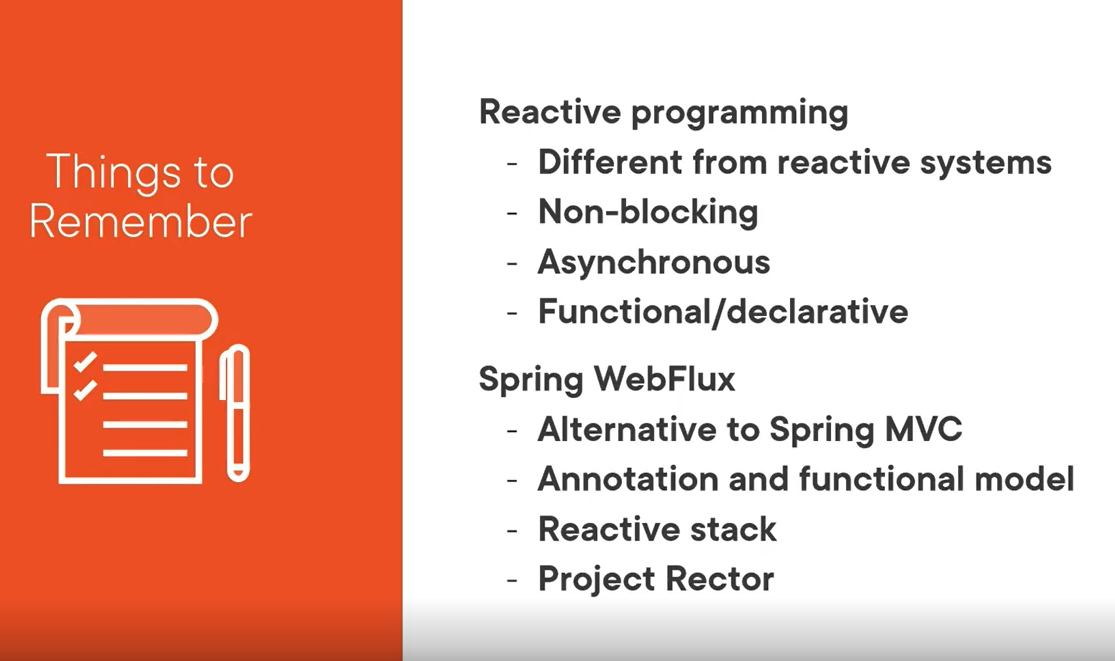 Things to
Remember
Reactive programming
- Different from reactive systems
- Non-blocking
- Asynchronous
- Functional/declarative
Spring WebFlux
- Alternative to Spring MVC
- Annotation and functional model
- Reactive stack
- Project Rector